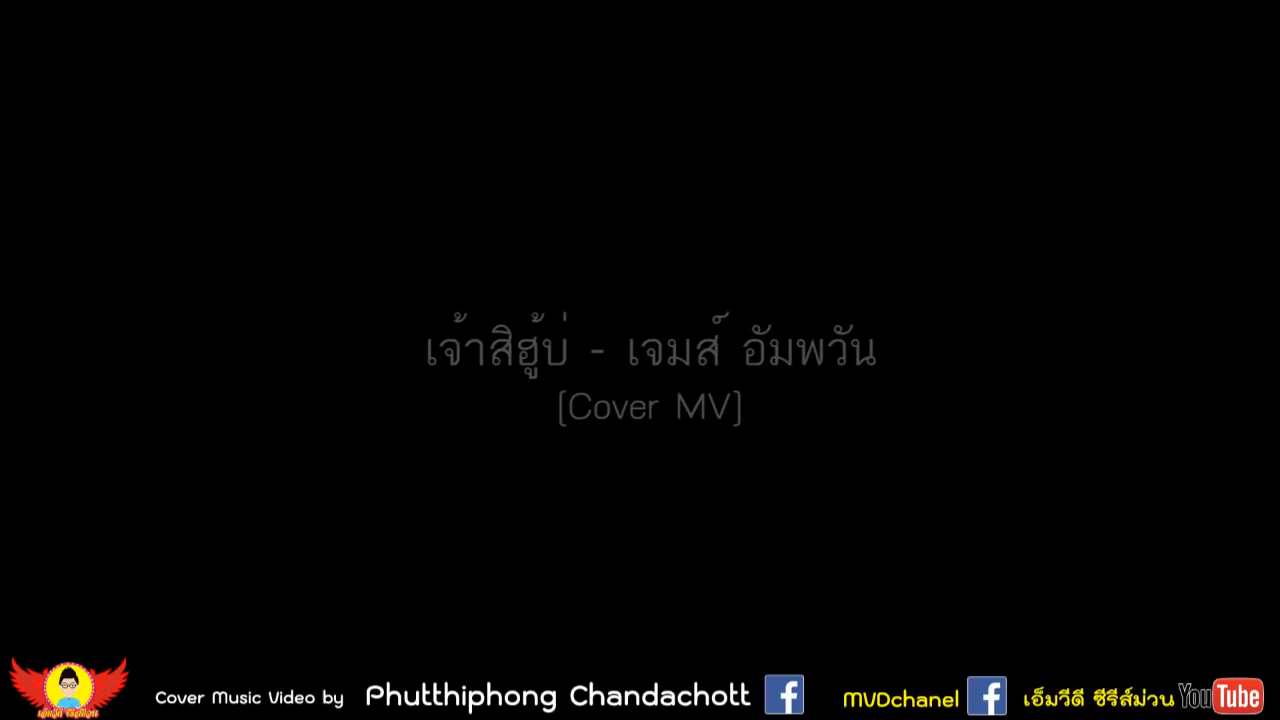 เจ้าสิฮู้บ่ - เจมส์ อัมพวัน
(Cover MV)
Cover Music Video by Phutthiphong Chandachott f MVDchanel f เอ็มวีดี ซีรีส์ม่วน YouTube